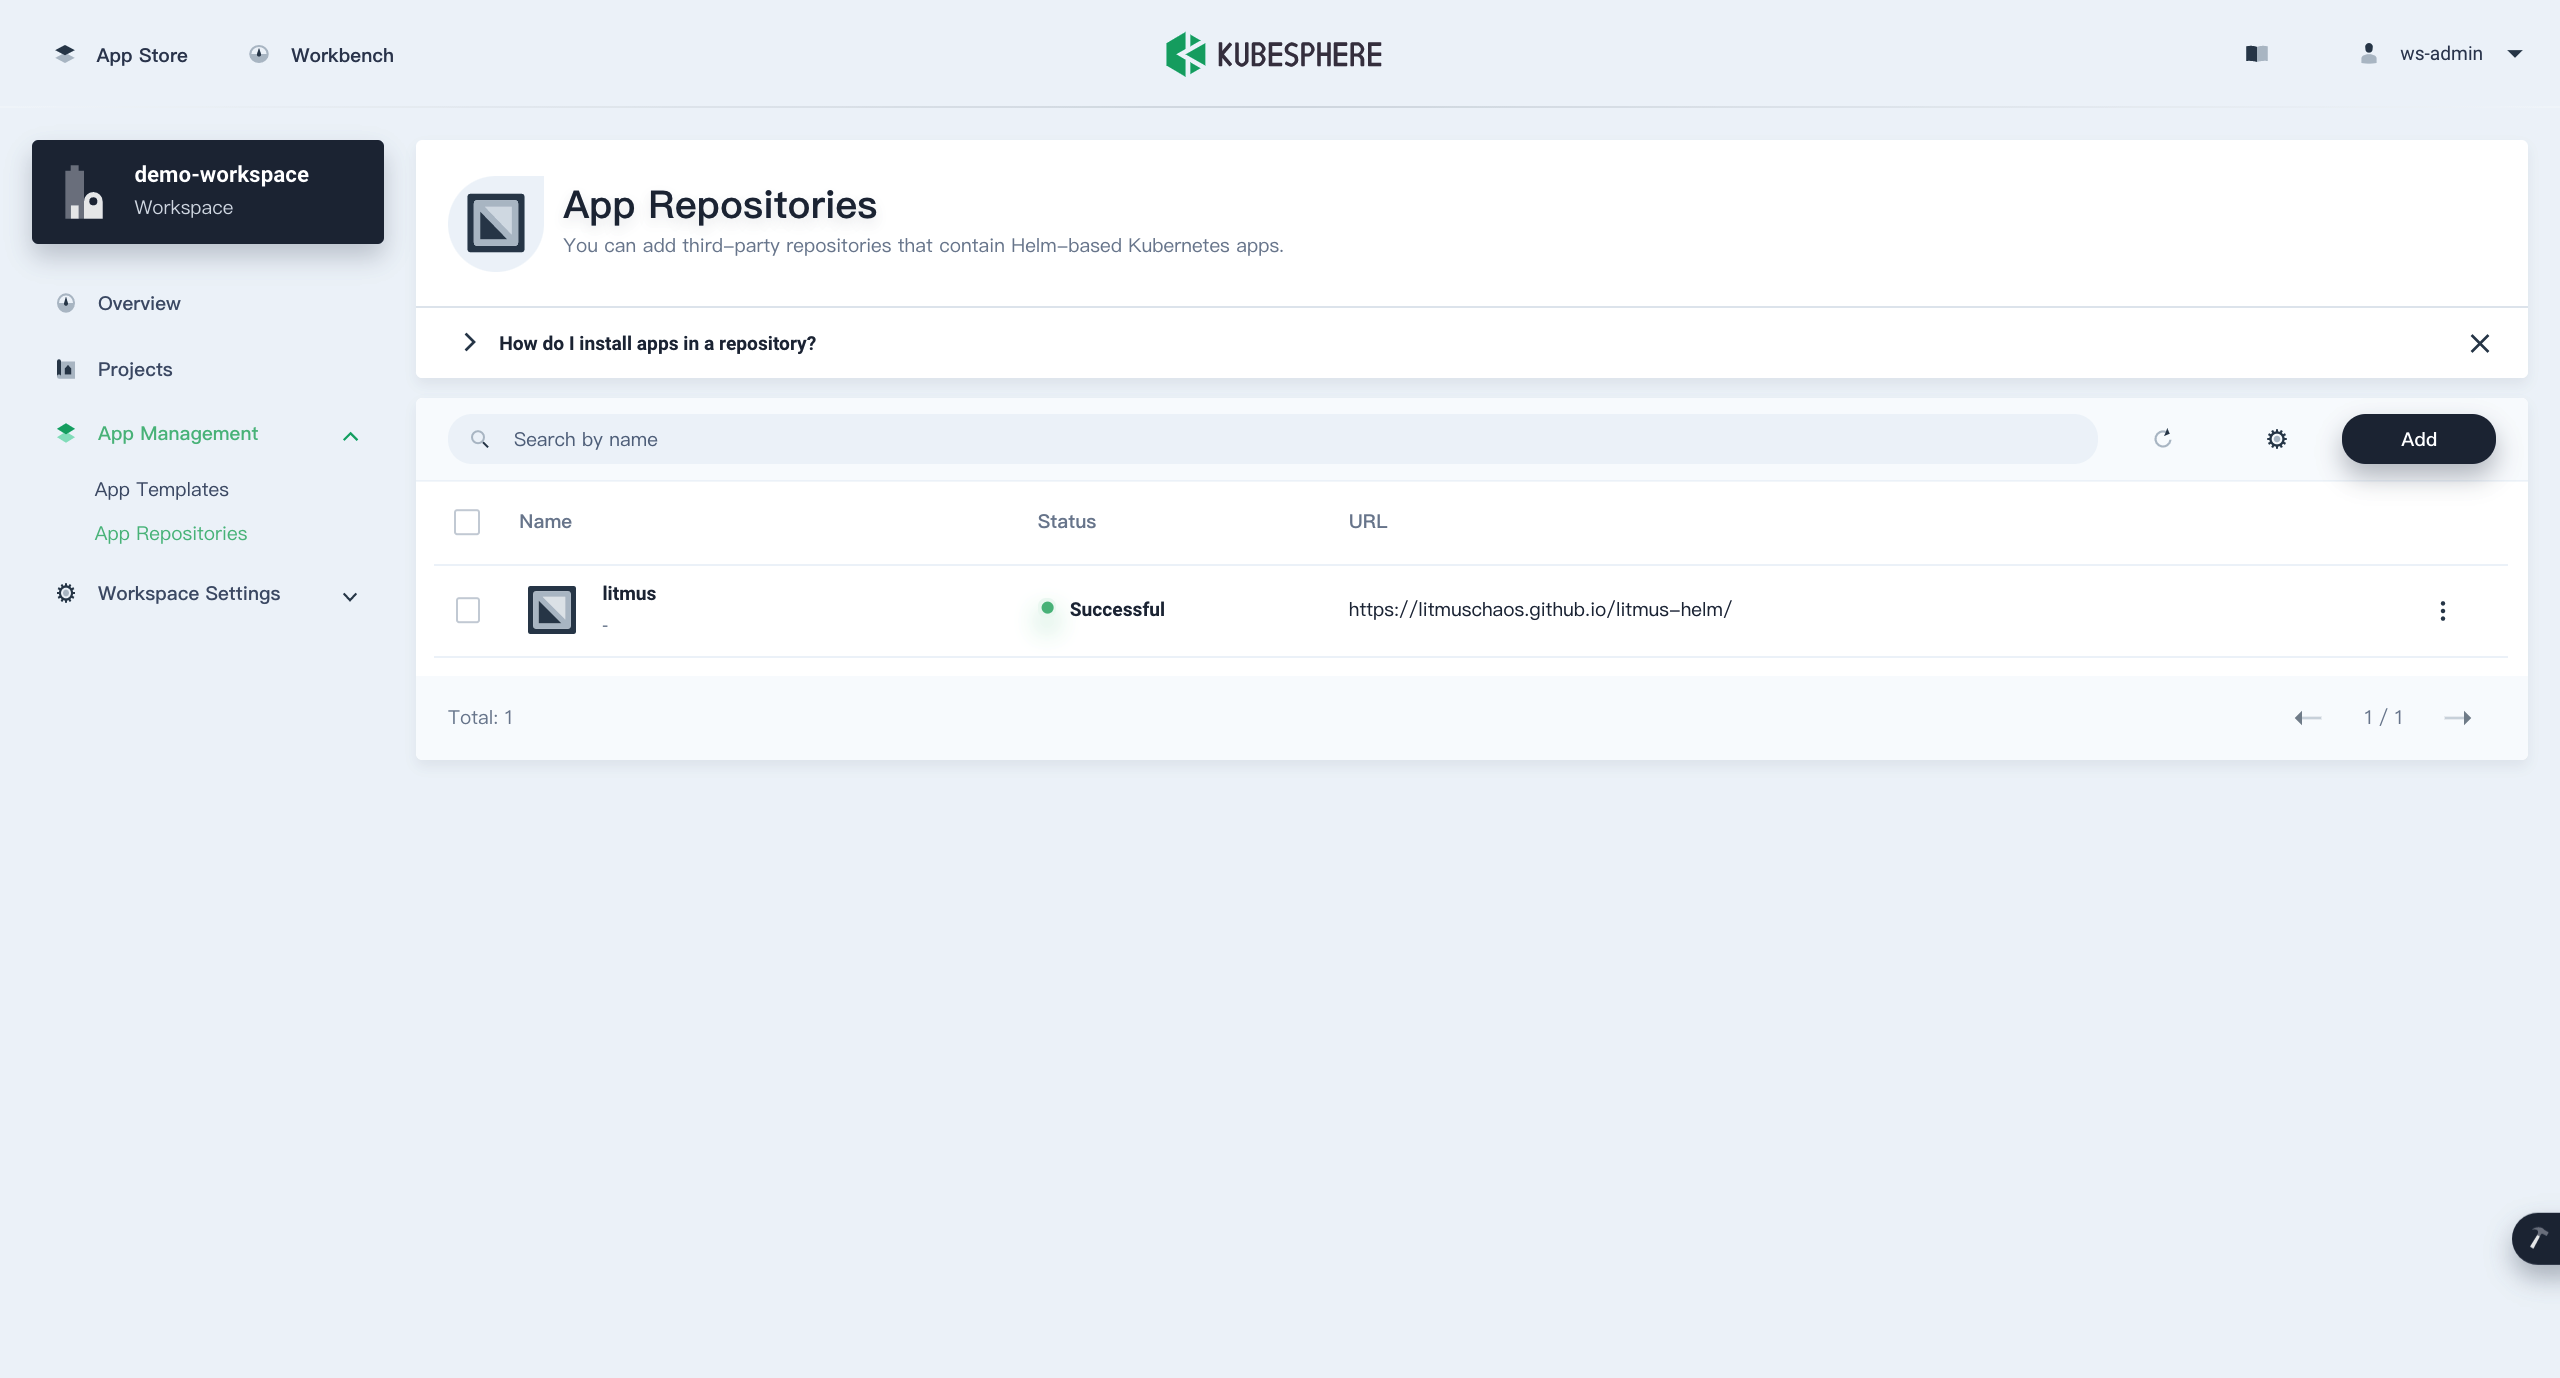 App Store
Workbench
KUBESPHERE
ws-admin
demo-workspace
Workspace
Overview
Projects
App Management
App Templates
App Repositories
Workspace Settings
App Repositories
You can add third-party repositories that contain Helm-based Kubernetes apps.
How do I install apps in a repository?
Search by name
Add
Name Status URL
litmus
-
Successful
https://litmuschaos.github.io/litmus-helm/
Total: 1
1 / 1